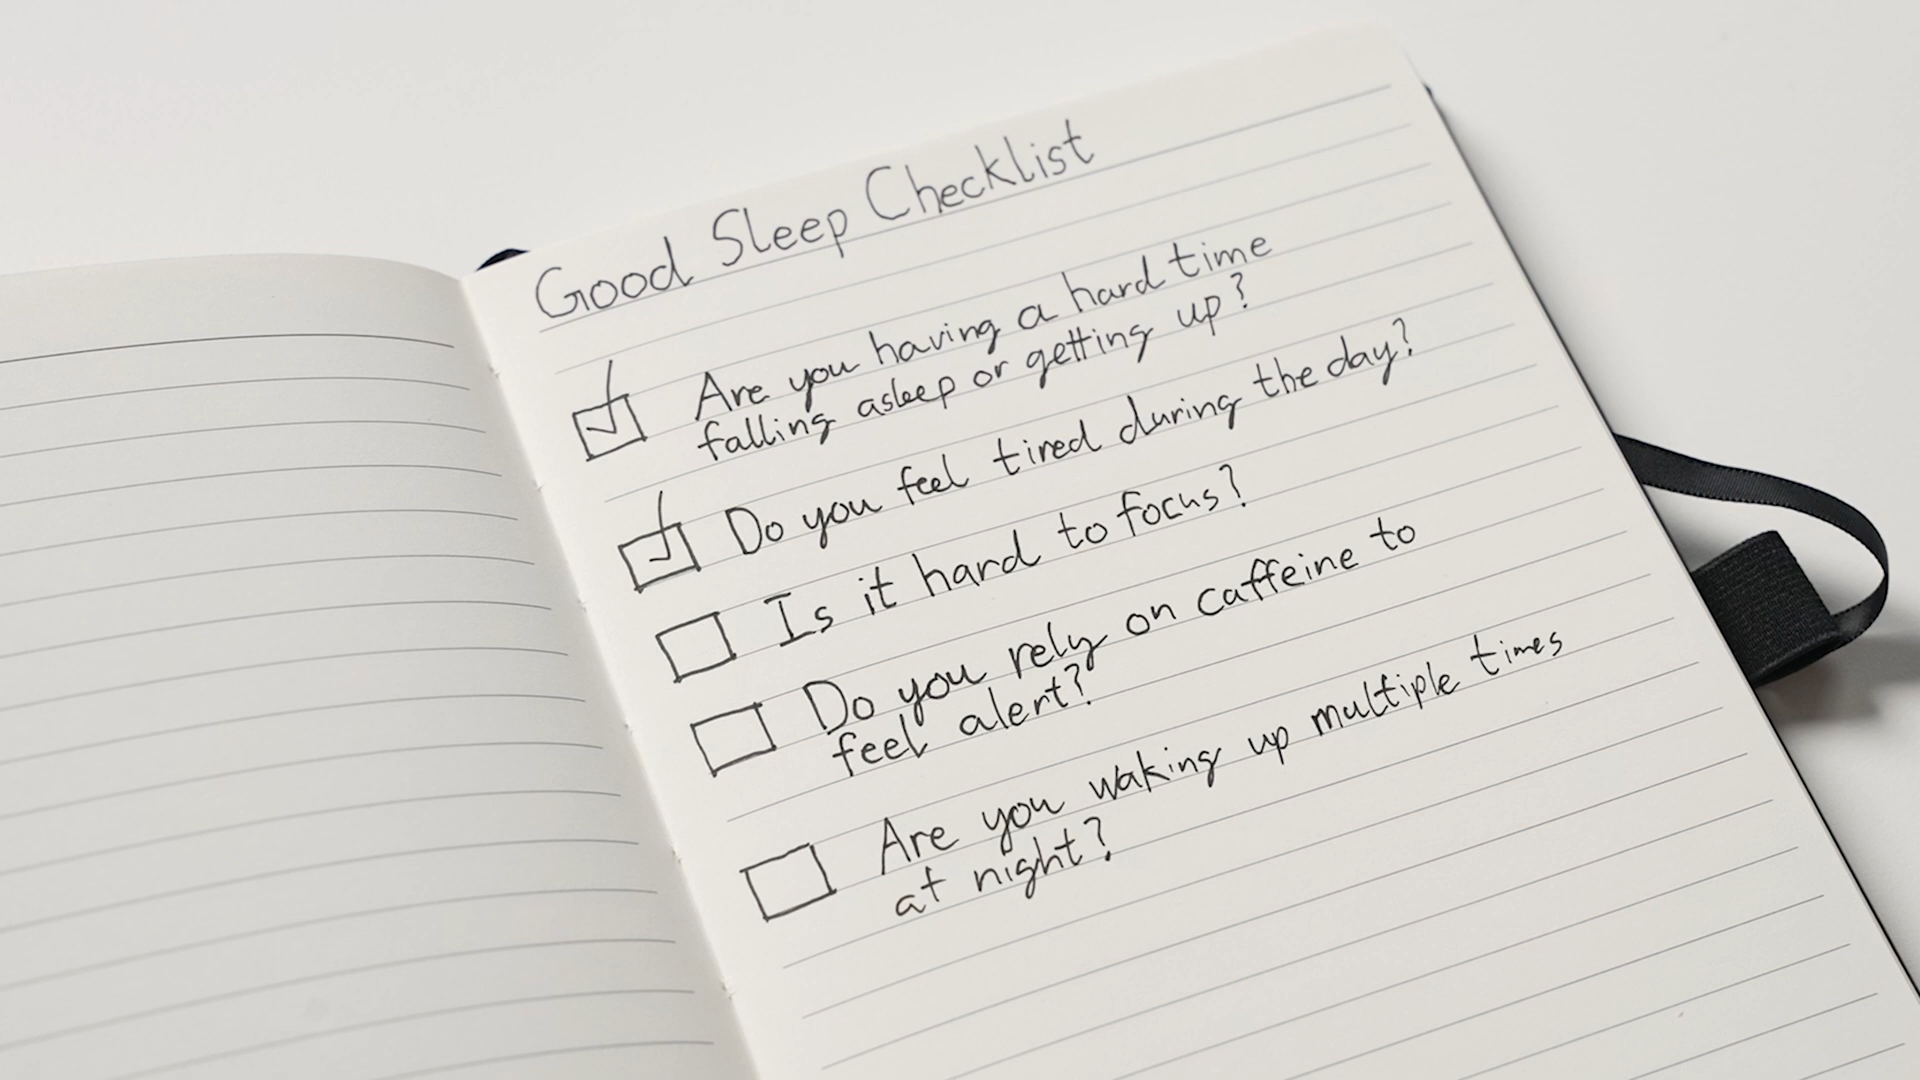 Good Sleep Checklist
Are you having a hard time
falling asleep or getting up?
Do you feel tired during the day?
Is it hard to focus?
Do you rely on caffeine to
feel alert?
Are you waking up multiple times
at night?